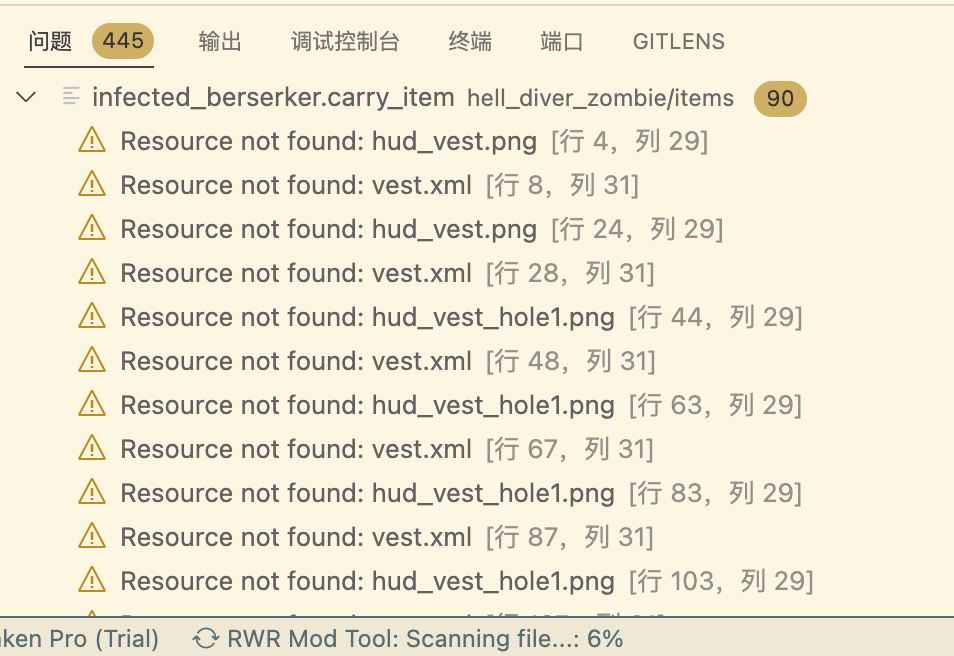 问题 445 输出 调试控制台 终端 端口 GITLENS
infected_berserker.carry_item hell_diver_zombie/items 90
Resource not found: hud_vest.png [行 4，列 29]
Resource not found: vest.xml [行 8，列 31]
Resource not found: hud_vest.png [行 24，列 29]
Resource not found: vest.xml [行 28，列 31]
Resource not found: hud_vest_hole1.png [行 44，列 29]
Resource not found: vest.xml [行 48，列 31]
Resource not found: hud_vest_hole1.png [行 63，列 29]
Resource not found: vest.xml [行 67，列 31]
Resource not found: hud_vest_hole1.png [行 83，列 29]
Resource not found: vest.xml [行 87，列 31]
Resource not found: hud_vest_hole1.png [行 103，列 29]
Pro (Trial) RWR Mod Tool: Scanning file...: 6%